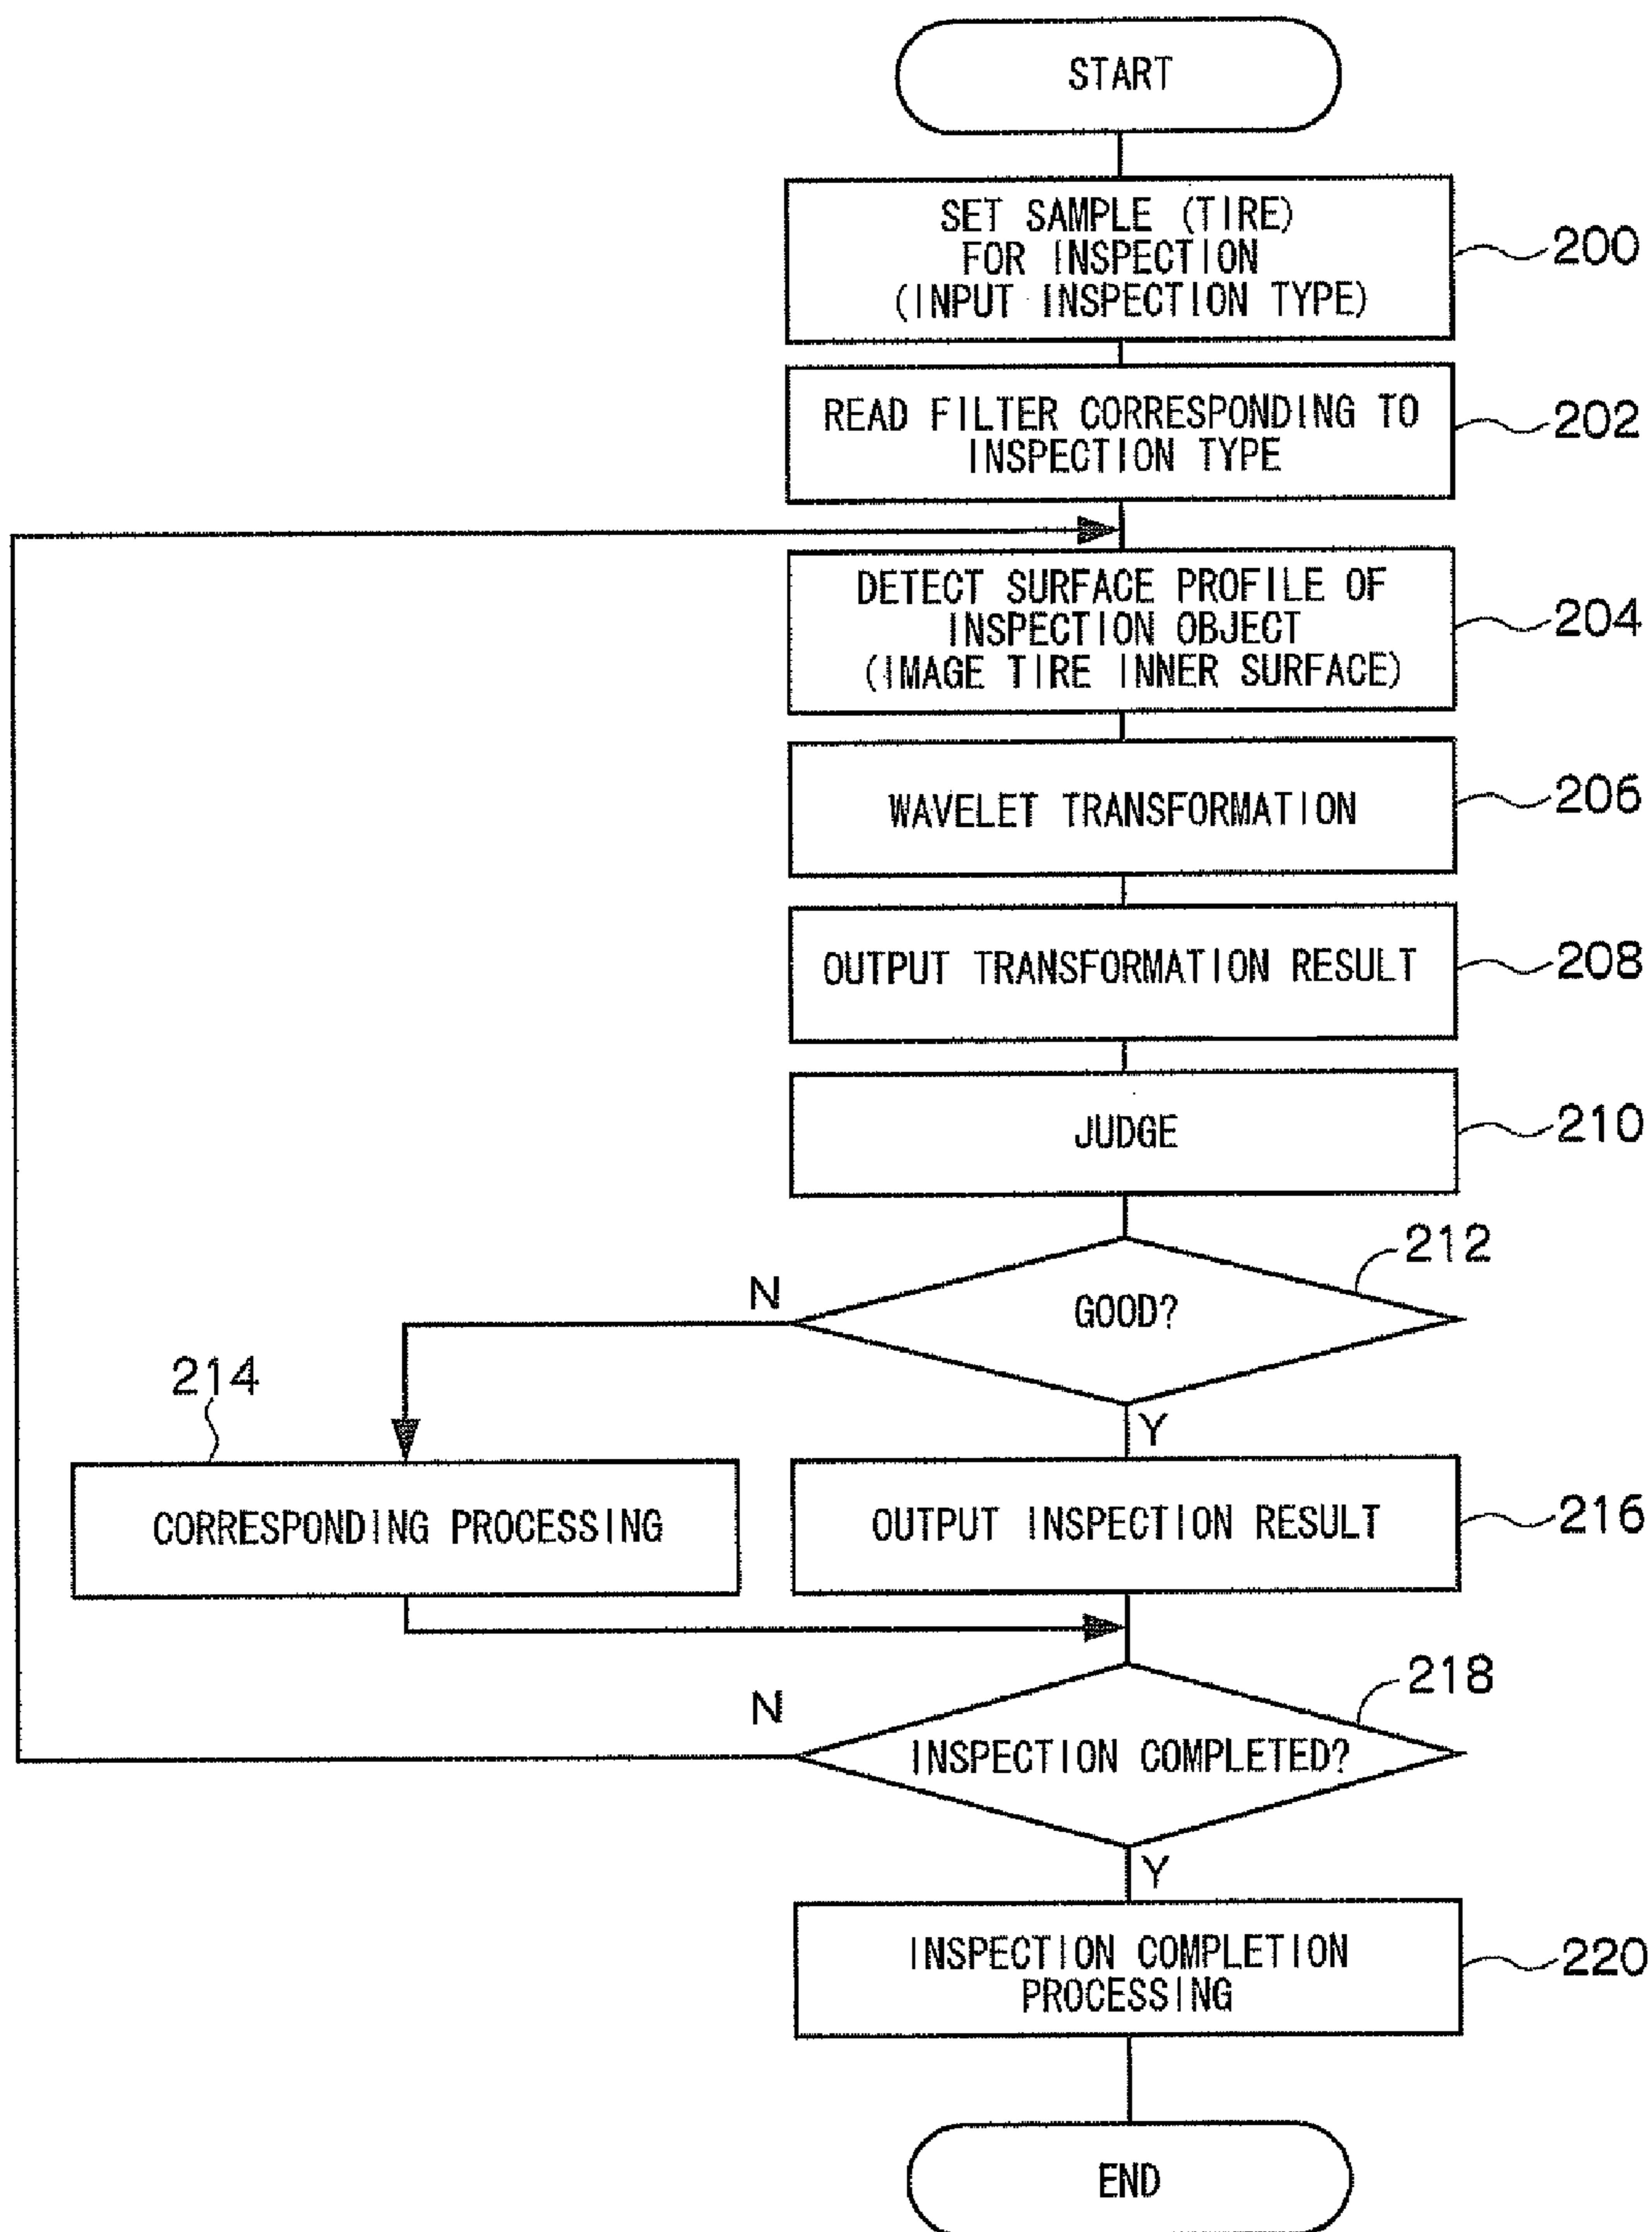 START
SET SAMPLE (TIRE)
FOR INSPECTION
(INPUT INSPECTION TYPE)
200
READ FILTER CORRESPONDING TO
INSPECTION TYPE
202
DETECT SURFACE PROFILE OF
INSPECTION OBJECT
(IMAGE TIRE INNER SURFACE)
204
WAVELET TRANSFORMATION
206
OUTPUT TRANSFORMATION RESULT
208
JUDGE
210
212
N
GOOD?
Y
214
CORRESPONDING PROCESSING
OUTPUT INSPECTION RESULT
216
218
N
INSPECTION COMPLETED?
Y
INSPECTION COMPLETION
PROCESSING
220
END